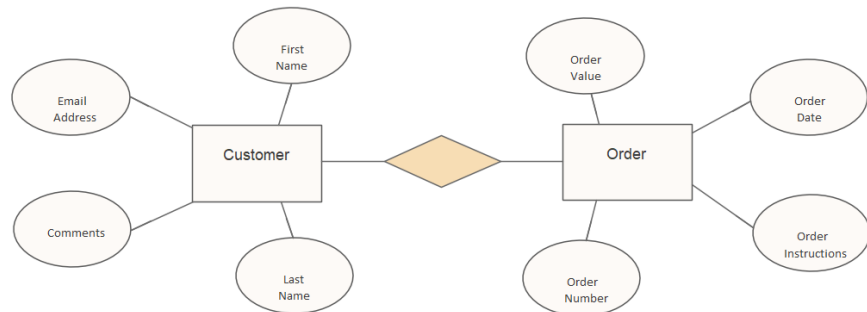 First
Name
Order
Value
Email
Address
Order
Date
Customer
Order
Comments
Order
Instructions
Last
Name
Order
Number